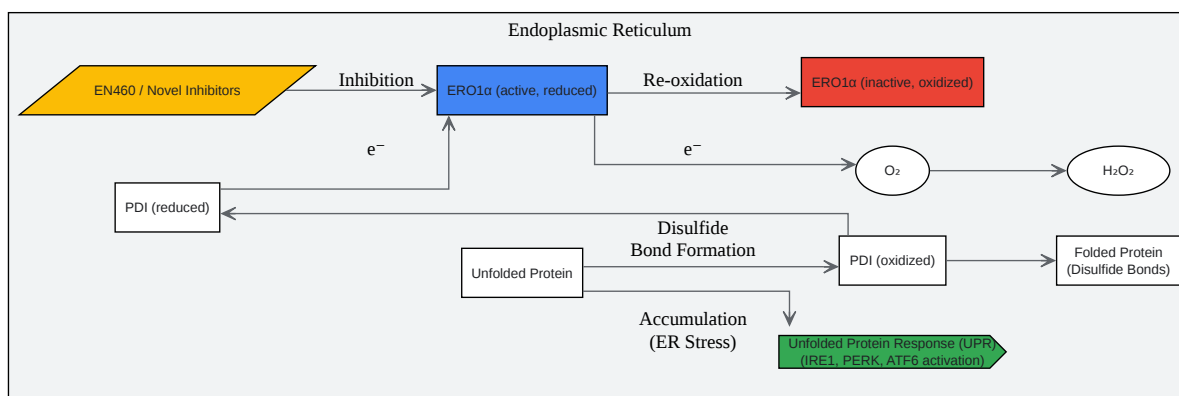 Endoplasmic Reticulum
EN460 / Novel Inhibitors
Inhibition
ERO1α (active, reduced)
Re-oxidation
ERO1α (inactive, oxidized)
e⁻
e⁻
O₂
H₂O₂
PDI (reduced)
Disulfide
Bond Formation
Unfolded Protein
PDI (oxidized)
Folded Protein
(Disulfide Bonds)
Accumulation
(ER Stress)
Unfolded Protein Response (UPR)
(IRE1, PERK, ATF6 activation)